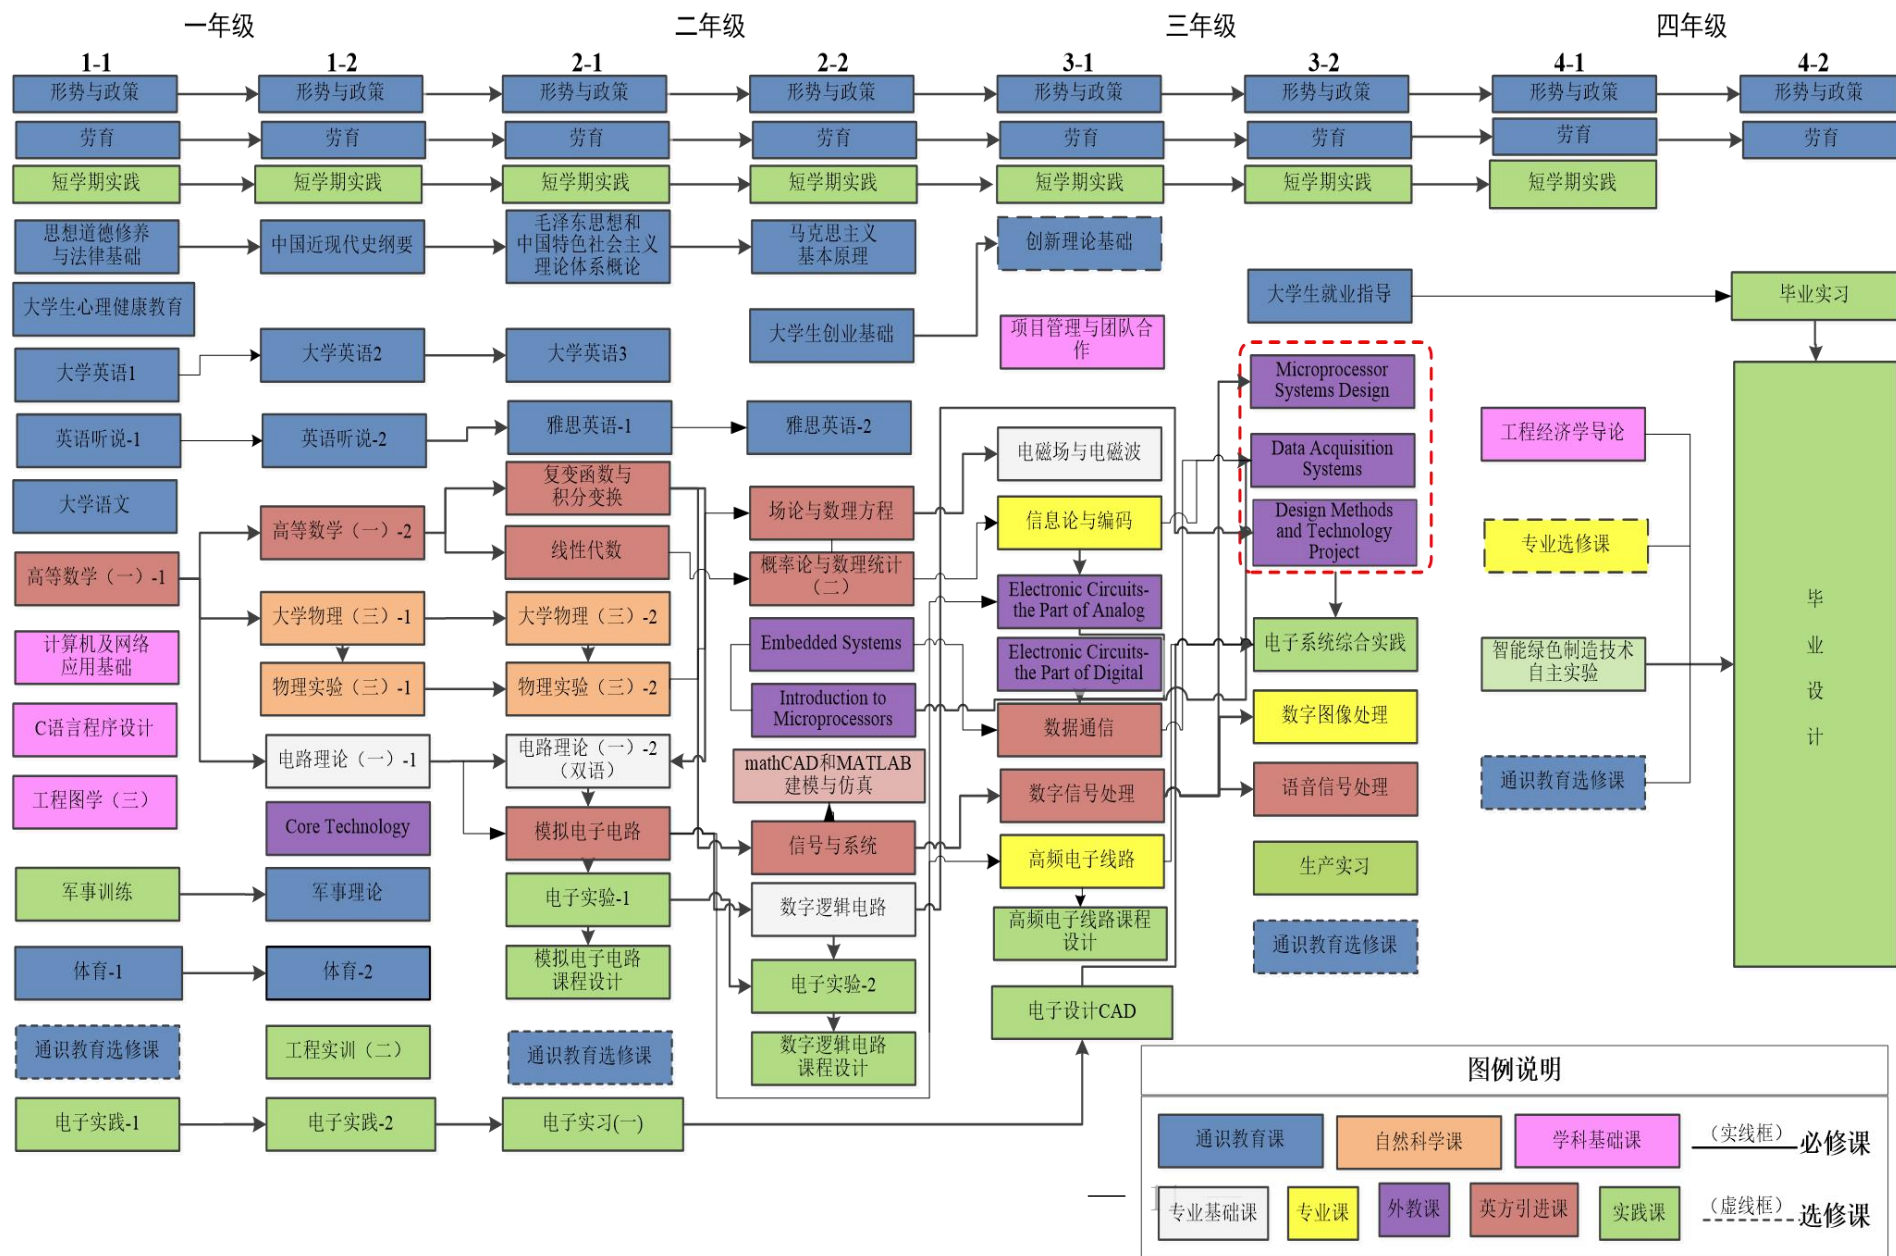 一年级
二年级
三年级
四年级
1-1
1-2
2-1
2-2
3-1
3-2
4-1
4-2
形势与政策
形势与政策
形势与政策
形势与政策
形势与政策
形势与政策
形势与政策
形势与政策
劳育
劳育
劳育
劳育
劳育
劳育
劳育
劳育
短学期实践
短学期实践
短学期实践
短学期实践
短学期实践
短学期实践
短学期实践
思想道德修养
与法律基础
中国近现代史纲要
毛泽东思想和
中国特色社会主义
理论体系概论
马克思主义
基本原理
创新理论基础
大学生心理健康教育
大学生创业基础
项目管理与团队合
作
大学生就业指导
毕业实习
大学英语1
大学英语2
大学英语3
Microprocessor
Systems Design
英语听说-1
英语听说-2
雅思英语-1
雅思英语-2
电磁场与电磁波
Data Acquisition
Systems
工程经济学导论
大学语文
高等数学（一）-2
复变函数与
积分变换
线性代数
场论与数理方程
信息论与编码
Design Methods
and Technology
Project
专业选修课
高等数学（一）-1
概率论与数理统计
（二）
Electronic Circuits-
the Part of Analog
大学物理（三）-1
大学物理（三）-2
计算机及网络
应用基础
Embedded Systems
Electronic Circuits-
the Part of Digital
电子系统综合实践
智能绿色制造技术
自主实验
毕
业
设
计
物理实验（三）-1
物理实验（三）-2
Introduction to
Microprocessors
数据通信
数字图像处理
C语言程序设计
电路理论（一）-1
电路理论（一）-2
（双语）
mathCAD和MATLAB
建模与仿真
数字信号处理
语音信号处理
通识教育选修课
工程图学（三）
Core Technology
模拟电子电路
信号与系统
高频电子线路
生产实习
军事训练
军事理论
电子实验-1
数字逻辑电路
高频电子线路课程
设计
通识教育选修课
体育-1
体育-2
模拟电子电路
课程设计
电子实验-2
电子设计CAD
通识教育选修课
工程实训（二）
通识教育选修课
数字逻辑电路
课程设计
电子实践-1
电子实践-2
电子实习(一)
图例说明
通识教育课
自然科学课
学科基础课
（实线框）
必修课
专业基础课
专业课
外教课
英方引进课
实践课
（虚线框）
选修课